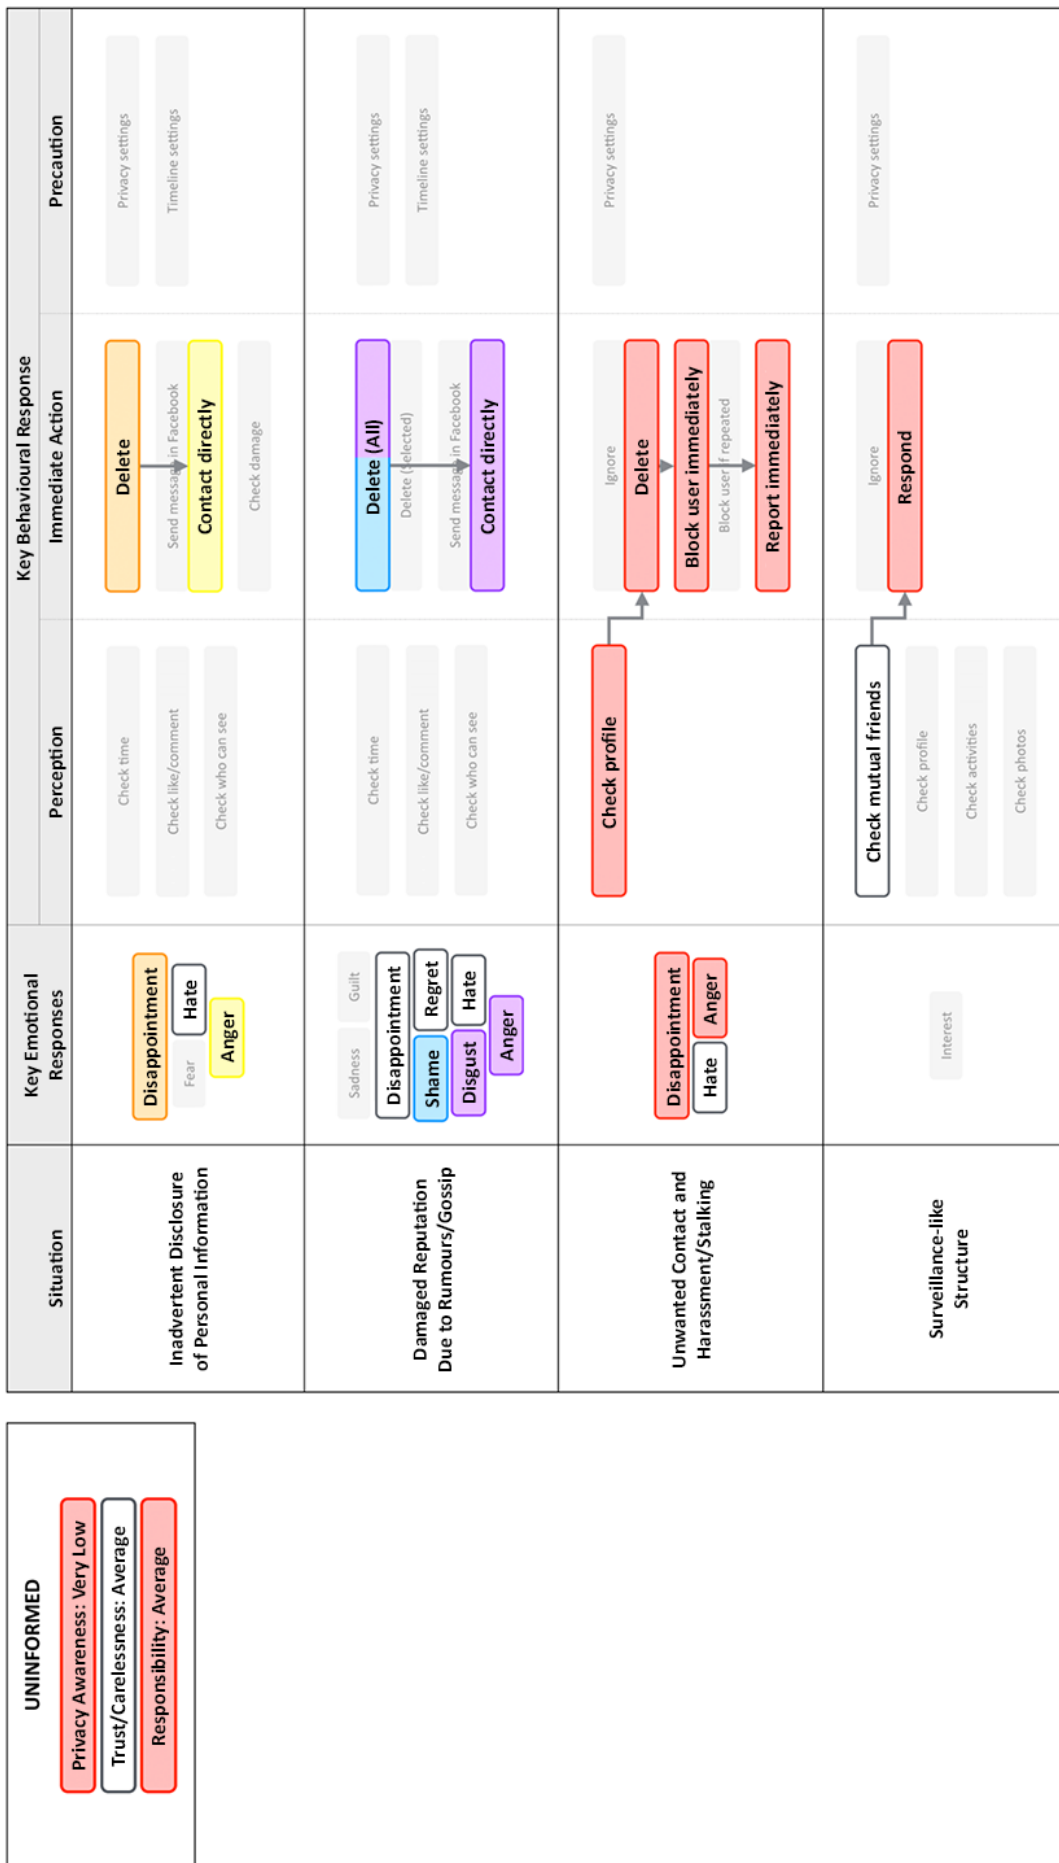 UNINFORMED
Privacy Awareness: Very Low
Trust/Carelessness: Average
Responsibility: Average
Situation
Key Emotional
Responses
Key Behavioural Response
Perception
Immediate Action
Precaution
Inadvertent Disclosure
of Personal Information
Disappointment
Fear
Hate
Anger
Check time
Check like/comment
Check who can see
Delete
Send message in Facebook
Contact directly
Check damage
Privacy settings
Timeline settings
Damaged Reputation
Due to Rumours/Gossip
Sadness
Guilt
Disappointment
Shame
Regret
Disgust
Hate
Anger
Check time
Check like/comment
Check who can see
Delete (All)
Delete (Selected)
Send message in Facebook
Contact directly
Privacy settings
Timeline settings
Unwanted Contact and
Harassment/Stalking
Disappointment
Hate
Anger
Check profile
Ignore
Delete
Block user immediately
Block user if repeated
Report immediately
Privacy settings
Surveillance-like
Structure
Interest
Check mutual friends
Check profile
Check activities
Check photos
Ignore
Respond
Privacy settings